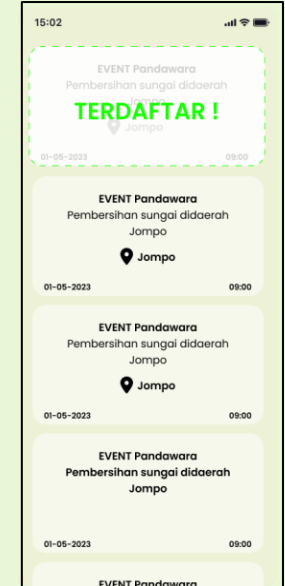 15:02
EVENT Pandawara
Pembersihan sungai didaerah
Jompo
TERDAFTAR !
Jompo
01-05-2023 09:00
EVENT Pandawara
Pembersihan sungai didaerah
Jompo
Jompo
01-05-2023 09:00
EVENT Pandawara
Pembersihan sungai didaerah
Jompo
Jompo
01-05-2023 09:00
EVENT Pandawara
Pembersihan sungai didaerah
Jompo
01-05-2023 09:00
EVENT Pandawara